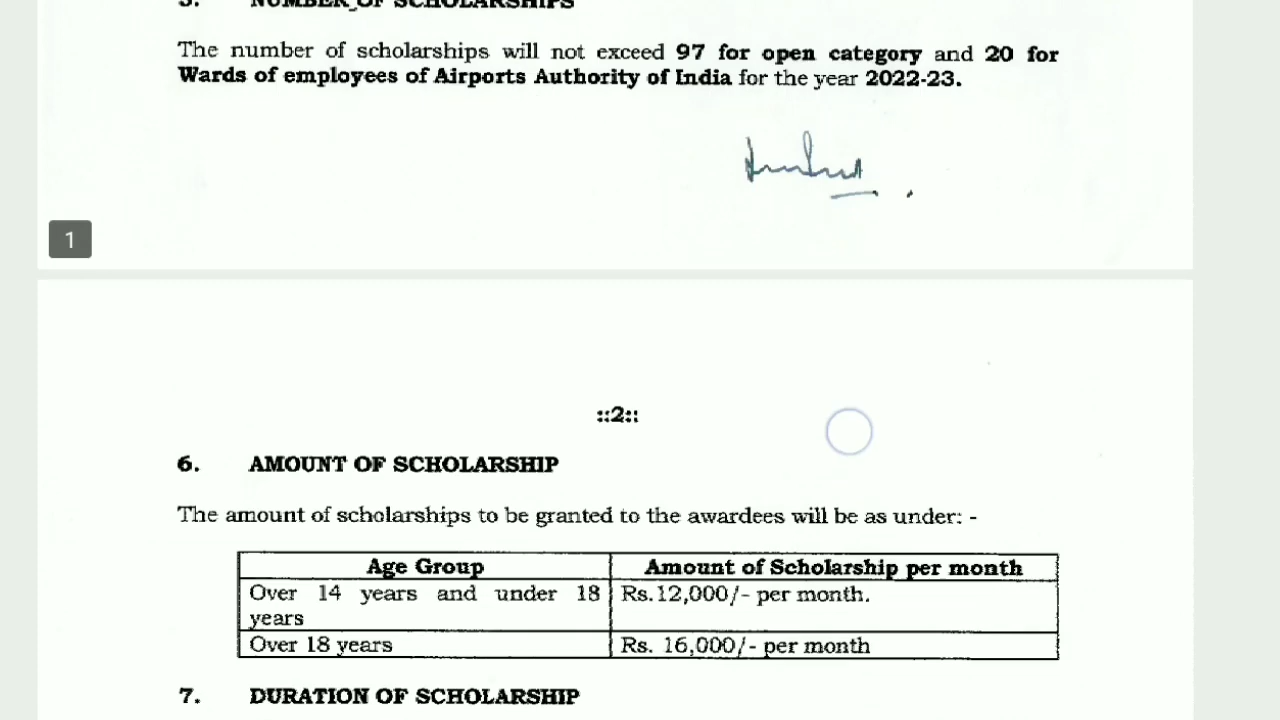 NUMBER OF SCHOLARSHIPS
The number of scholarships will not exceed 97 for open category and 20 for
Wards of employees of Airports Authority of India for the year 2022-23.
1
::2::
6. AMOUNT OF SCHOLARSHIP
The amount of scholarships to be granted to the awardees will be as under: -
Age Group Amount of Scholarship per month
Over 14 years and under 18 Rs.12,000/- per month.
years
Over 18 years Rs. 16,000/- per month
7. DURATION OF SCHOLARSHIP